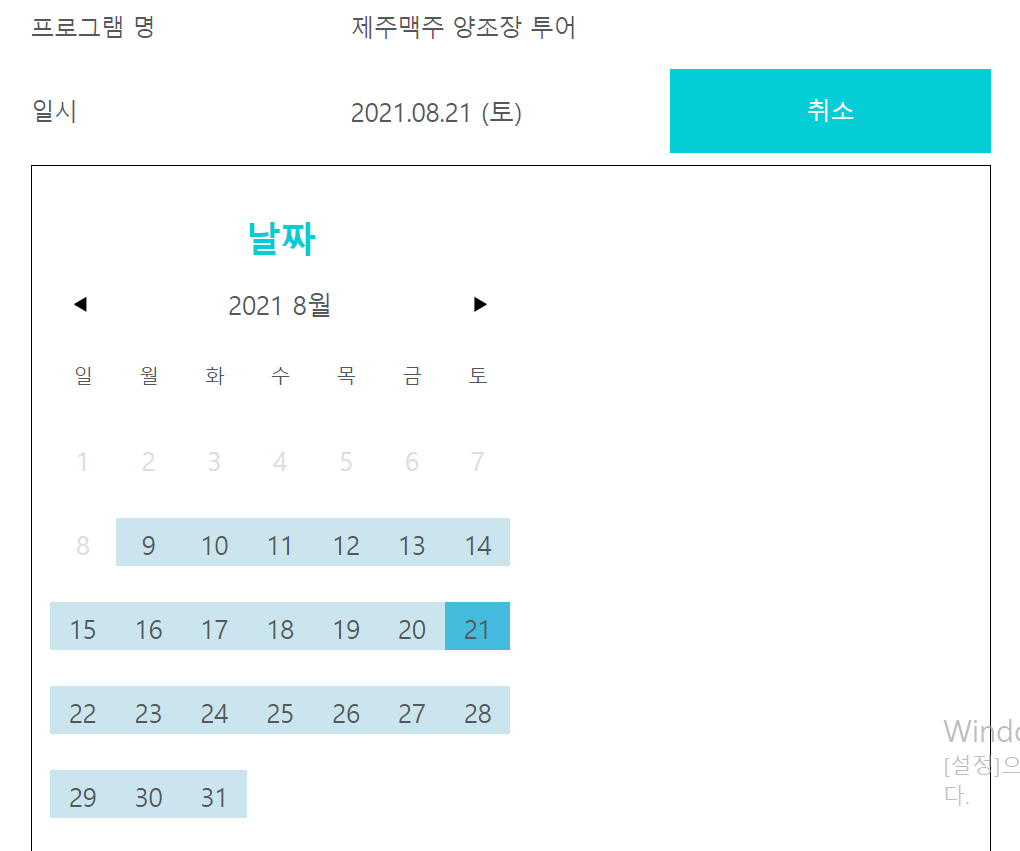 프로그램 명 제주맥주 양조장 투어
일시 2021.08.21 (토) 취소
날짜
◀ 2021 8월 ▶
일 월 화 수 목 금 토
1 2 3 4 5 6 7
8 9 10 11 12 13 14
15 16 17 18 19 20 21
22 23 24 25 26 27 28
29 30 31
Windo
[설정]으
다.